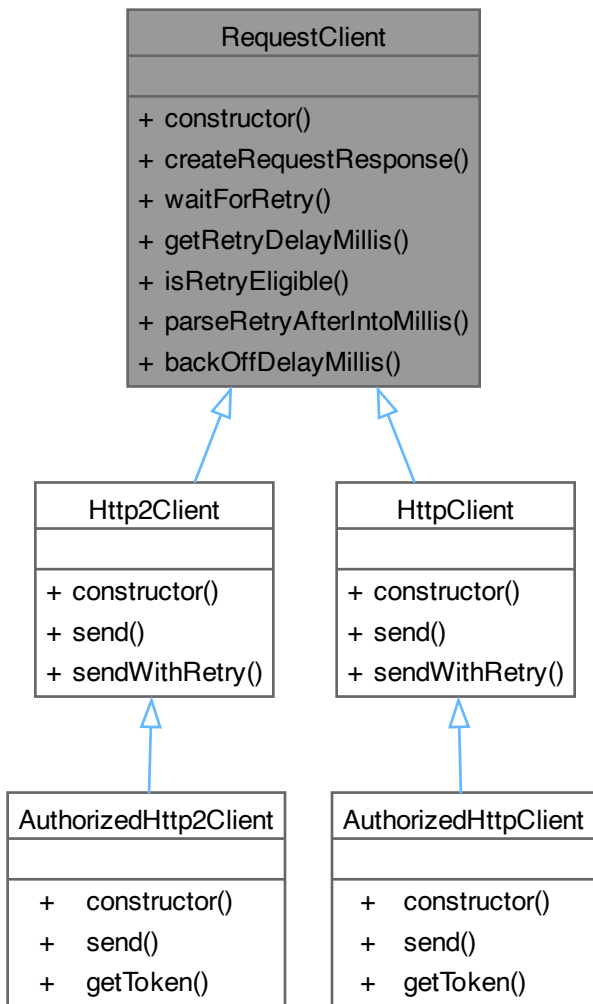 RequestClient
+ constructor()
+ createRequestResponse()
+ waitForRetry()
+ getRetryDelayMillis()
+ isRetryEligible()
+ parseRetryAfterIntoMillis()
+ backOffDelayMillis()
Http2Client
+ constructor()
+ send()
+ sendWithRetry()
HttpClient
+ constructor()
+ send()
+ sendWithRetry()
AuthorizedHttp2Client
+ constructor()
+ send()
+ getToken()
AuthorizedHttpClient
+ constructor()
+ send()
+ getToken()